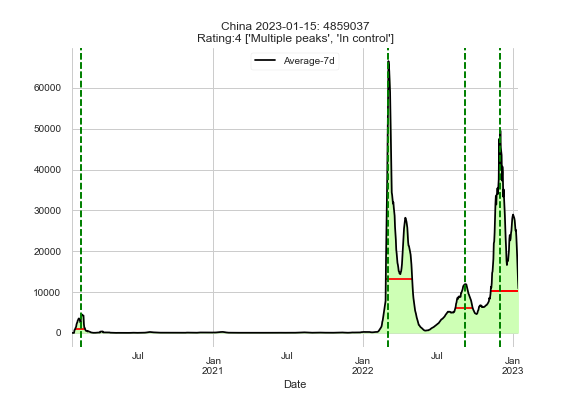 China 2023-01-15: 4859037
Rating:4 ['Multiple peaks', 'In control']
Average-7d
60000
50000
40000
30000
20000
10000
0
Jul
Jan
2021
Jul
Jan
2022
Jul
Jan
2023
Date